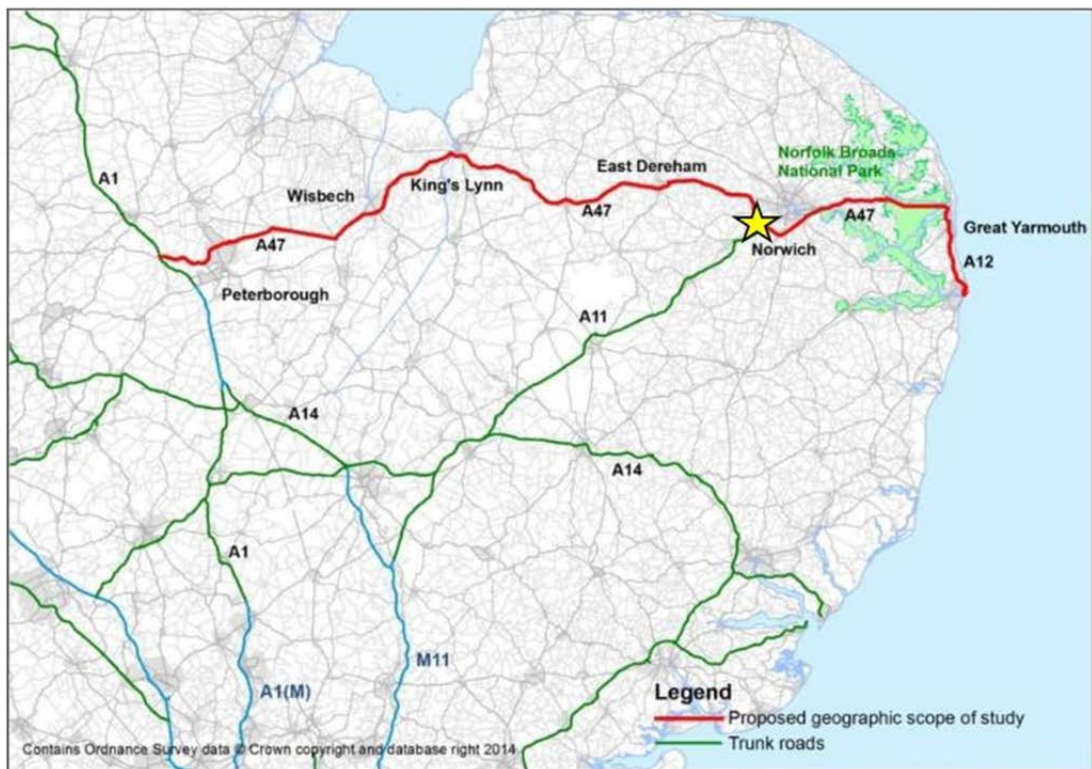 A1
Wisbech
King's Lynn
East Dereham
Norfolk Broads
National Park
A47
A47
A47
Great Yarmouth
A12
Norwich
Peterborough
A11
A14
A14
A1
M11
A1(M)
Legend
Proposed geographic scope of study
Trunk roads
Contains Ordnance Survey data © Crown copyright and database right 2014